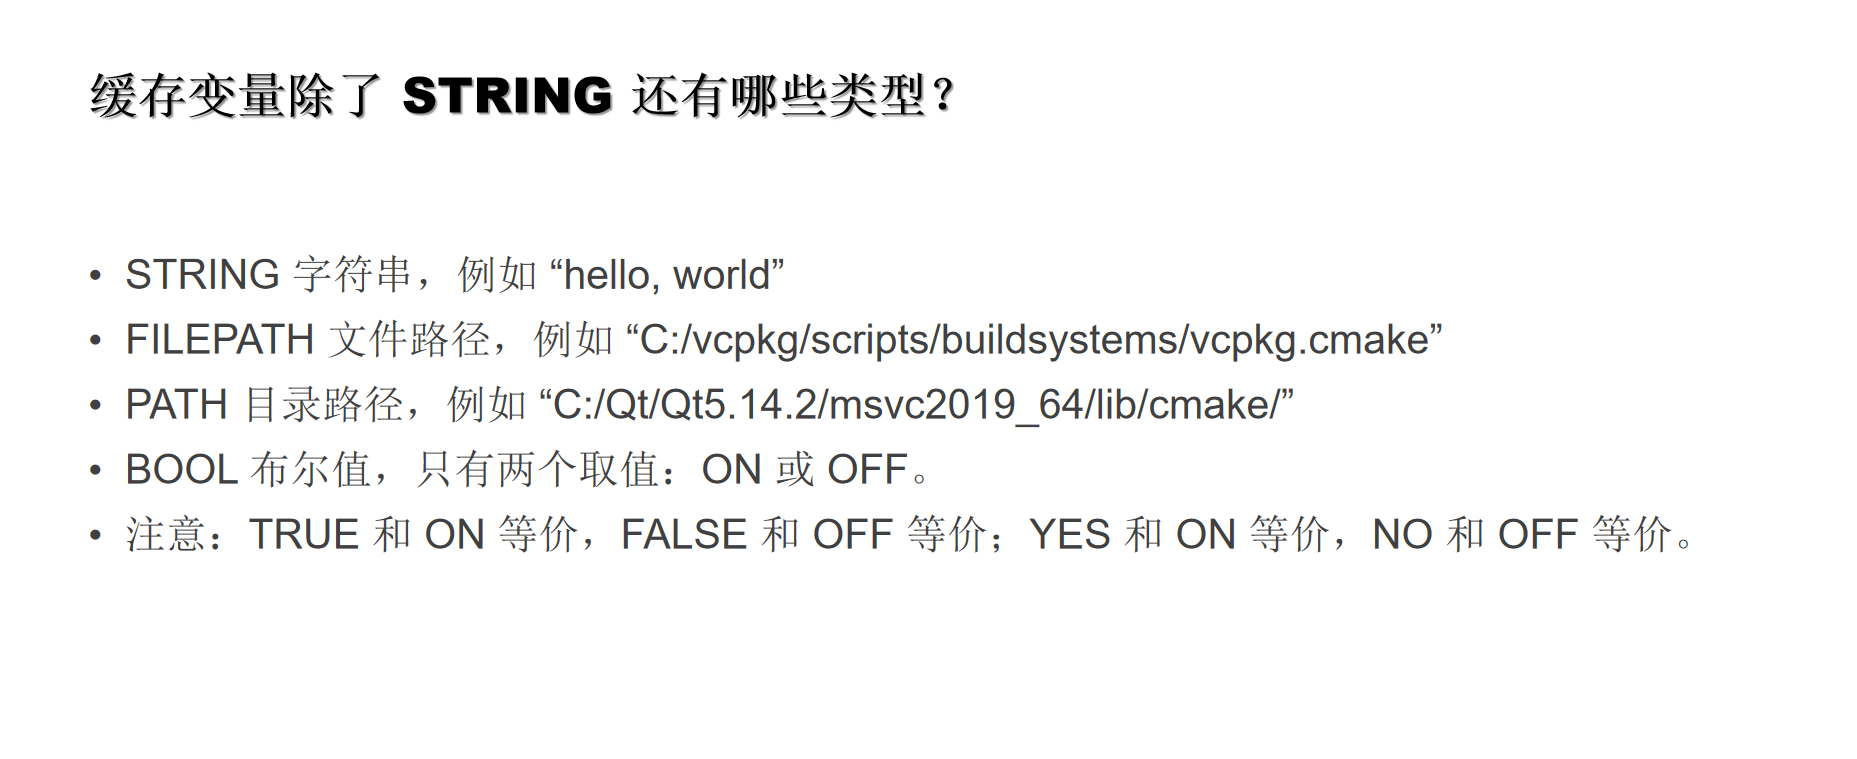 缓存变量除了 STRING 还有哪些类型？
• STRING 字符串，例如 “hello, world”
• FILEPATH 文件路径，例如 “C:/vcpkg/scripts/buildsystems/vcpkg.cmake”
• PATH 目录路径，例如 “C:/Qt/Qt5.14.2/msvc2019_64/lib/cmake/”
• BOOL 布尔值，只有两个取值：ON 或 OFF。
• 注意：TRUE 和 ON 等价，FALSE 和 OFF 等价；YES 和 ON 等价，NO 和 OFF 等价。